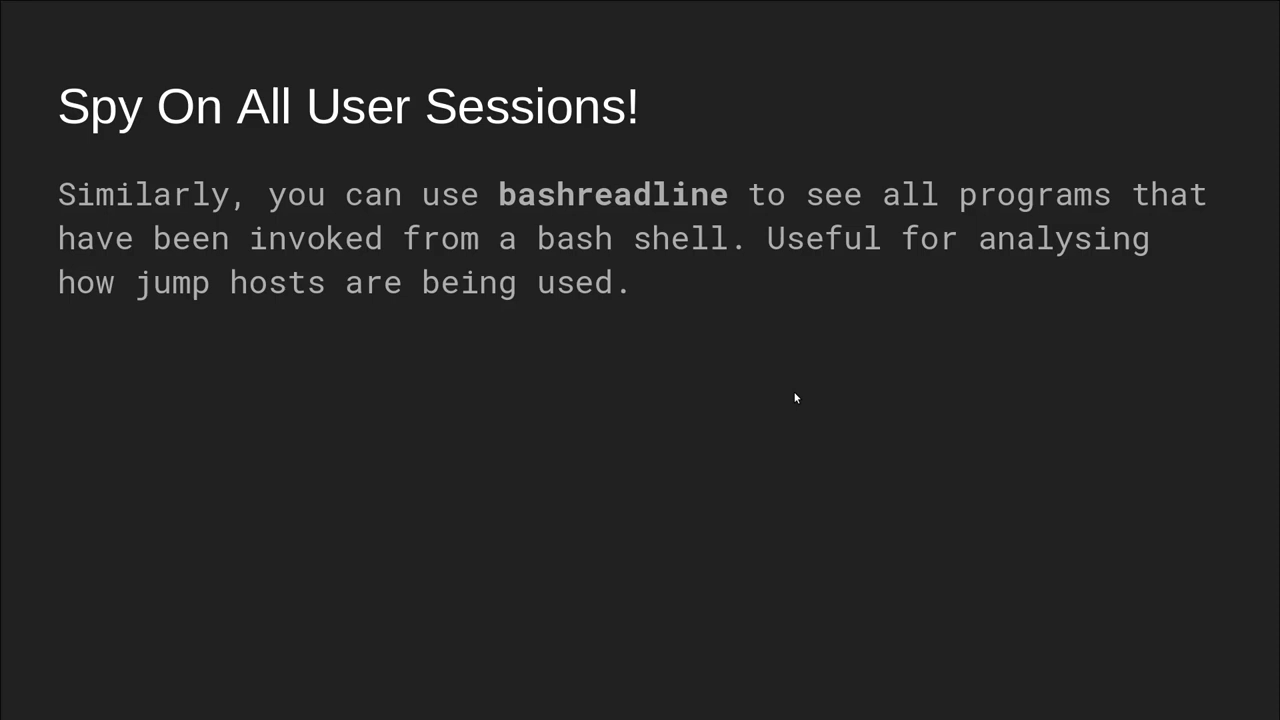 Spy On All User Sessions!
Similarly, you can use bashreadline to see all programs that
have been invoked from a bash shell. Useful for analysing
how jump hosts are being used.